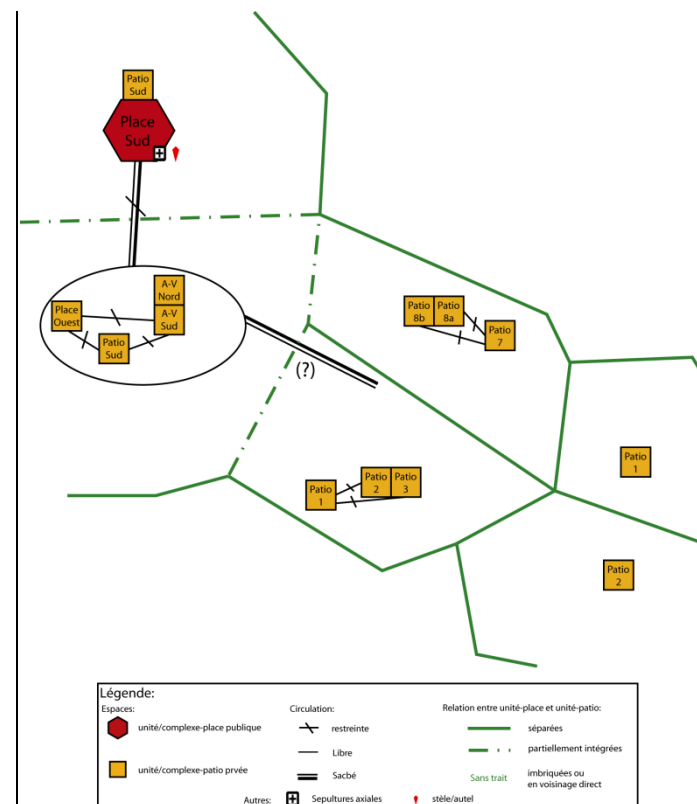 Patio
Sud
Place
Sud
A-V
Nord
Place
Ouest
A-V
Sud
Patio
Sud
(?)
Patio
8b
Patio
8a
Patio
7
Patio
1
Patio
2
Patio
3
Patio
1
Patio
2
Légende:
Espaces:
Circulation:
Relation entre unité-place et unité-patio:
unité/complexe-place publique
restreinte
séparées
Libre
partiellement intégrées
unité/complexe-patio prvée
Sacbé
Sans trait
imbriquées ou
en voisinage direct
Autres:
Sepultures axiales
stèle/autel